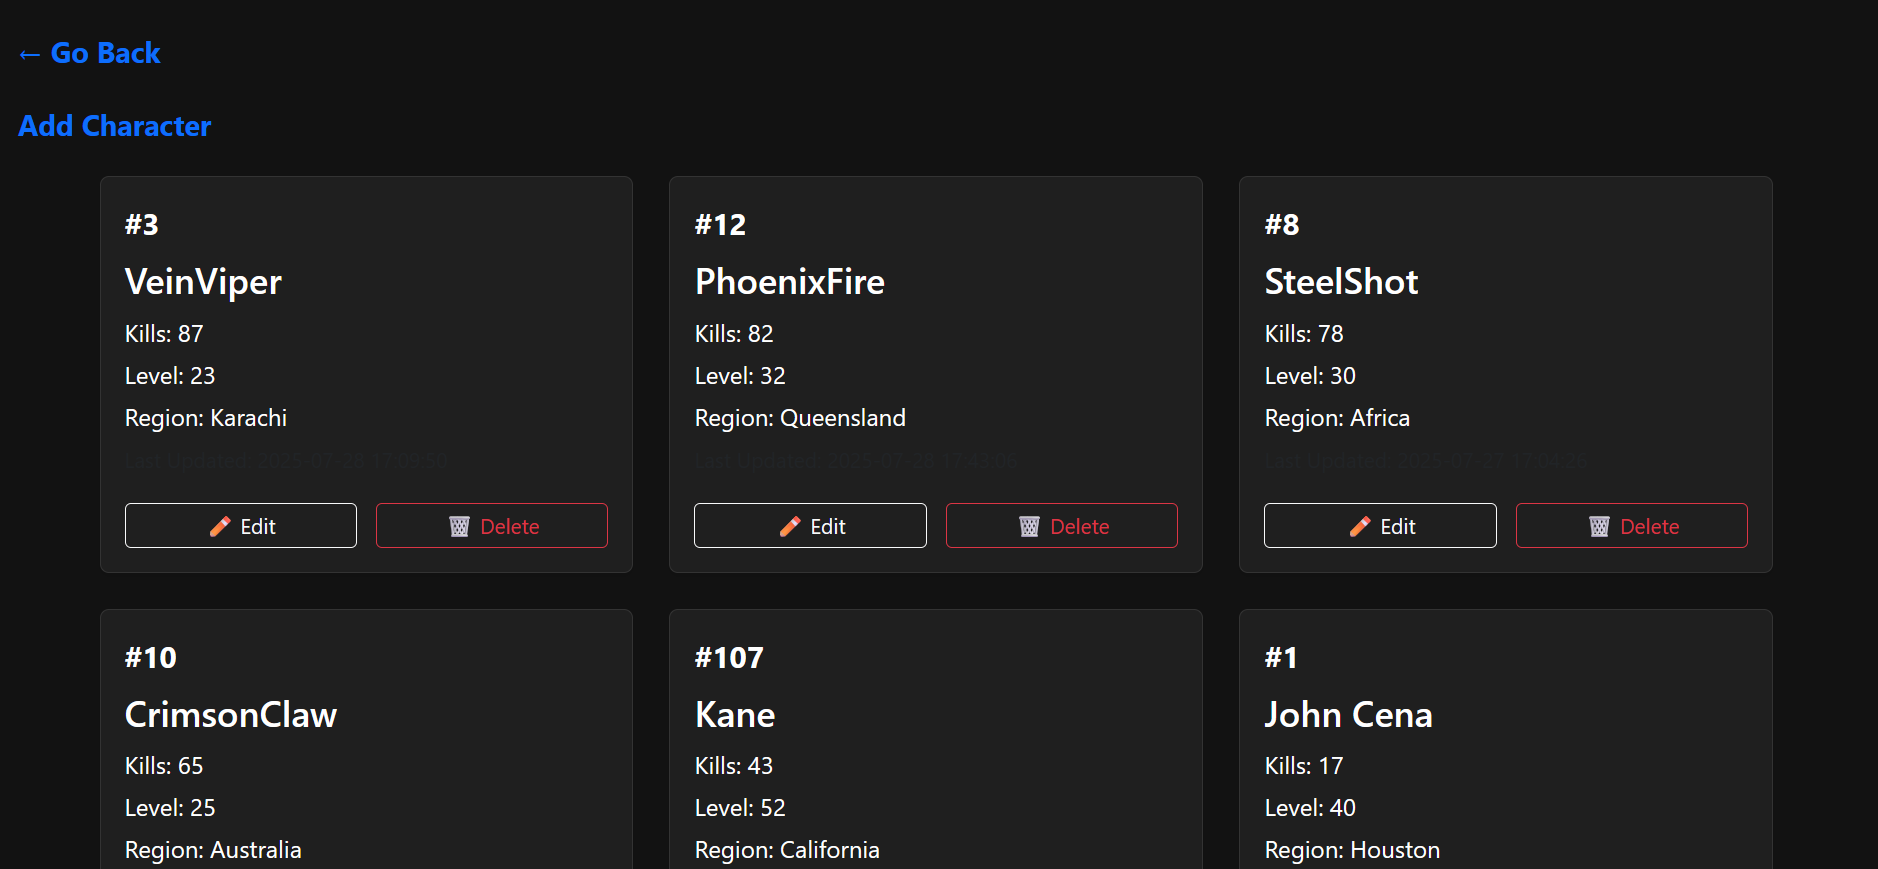 ← Go Back
Add Character
#3
VeinViper
Kills: 87
Level: 23
Region: Karachi
Last Updated: 2025-07-28 17:09:50
Edit
Delete
#12
PhoenixFire
Kills: 82
Level: 32
Region: Queensland
Last Updated: 2025-07-28 17:43:06
Edit
Delete
#8
SteelShot
Kills: 78
Level: 30
Region: Africa
Last Updated: 2025-07-27 17:04:26
Edit
Delete
#10
CrimsonClaw
Kills: 65
Level: 25
Region: Australia
#107
Kane
Kills: 43
Level: 52
Region: California
#1
John Cena
Kills: 17
Level: 40
Region: Houston